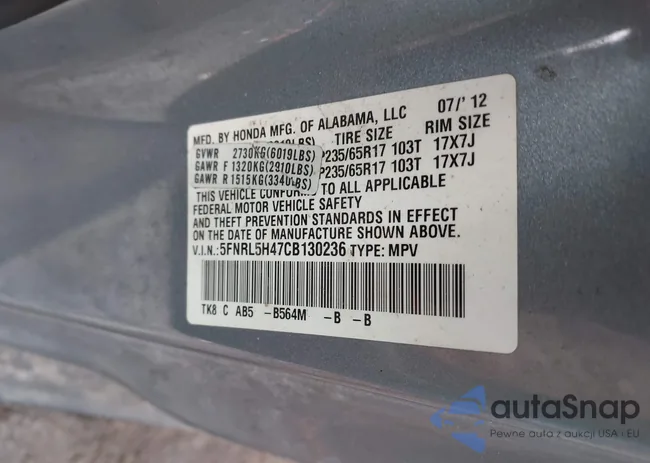 MFD. BY HONDA MFG. OF ALABAMA, LLC 07/'12
TIRE SIZE RIM SIZE
GVWR 2730KG(6019LBS)
GAWR F 1320KG(2910LBS) P235/65R17 103T 17X7J
GAWR R 1515KG(3340LBS) P235/65R17 103T 17X7J
THIS VEHICLE CONFORMS TO ALL APPLICABLE
FEDERAL MOTOR VEHICLE SAFETY
AND THEFT PREVENTION STANDARDS IN EFFECT
ON THE DATE OF MANUFACTURE SHOWN ABOVE.
V.I.N.: 5FNRL5H47CB130236 TYPE: MPV
TK8 C AB5 -B564M -B -B
autaSnap
Pewne auta z aukcji USA i EU